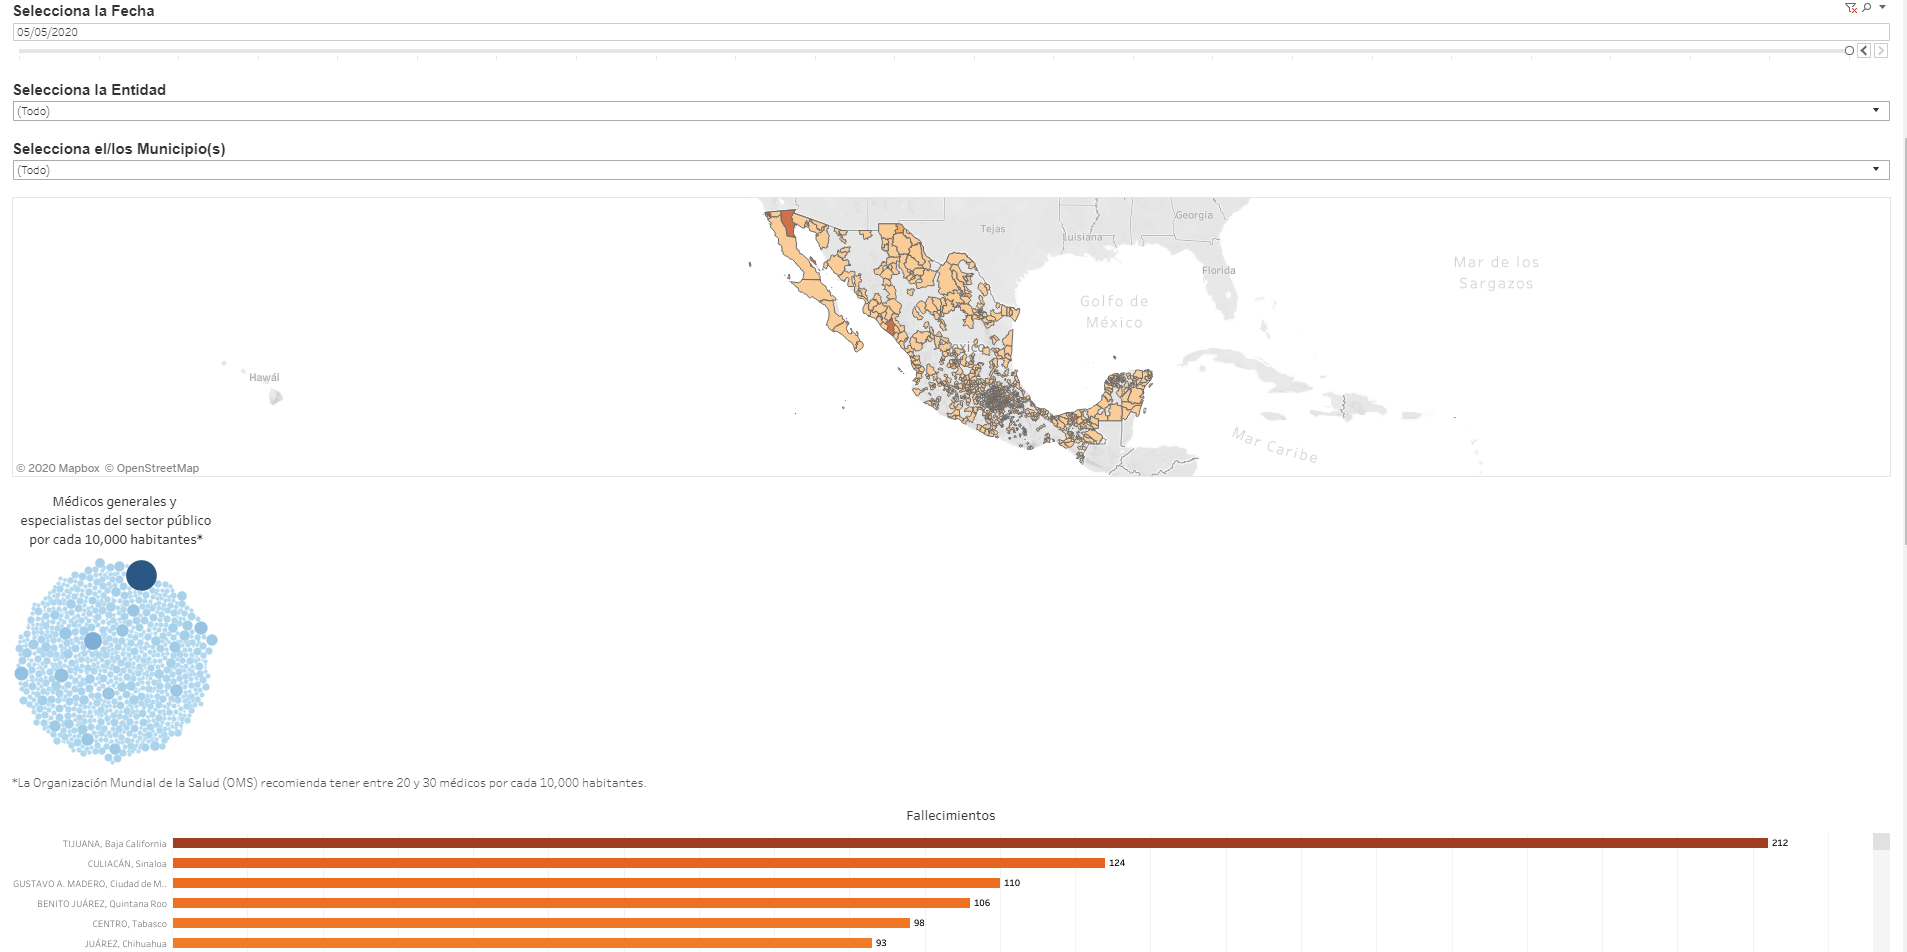 Selecciona la Fecha
05/05/2020
Selecciona la Entidad
(Todo)
Selecciona el/los Municipio(s)
(Todo)
Georgia
Tejas
Luisiana
Florida
Mar de los
Sargazos
Golfo de
México
exico
Hawái
Mar Caribe
© 2020 Mapbox © OpenStreetMap
Médicos generales y
especialistas del sector público
por cada 10,000 habitantes*
*La Organización Mundial de la Salud (OMS) recomienda tener entre 20 y 30 médicos por cada 10,000 habitantes.
Fallecimientos
TIJUANA, Baja California 212
CULIACÁN, Sinaloa 124
GUSTAVO A. MADERO, Ciudad de M.. 110
BENITO JUÁREZ, Quintana Roo 106
CENTRO, Tabasco 98
JUÁREZ, Chihuahua 93